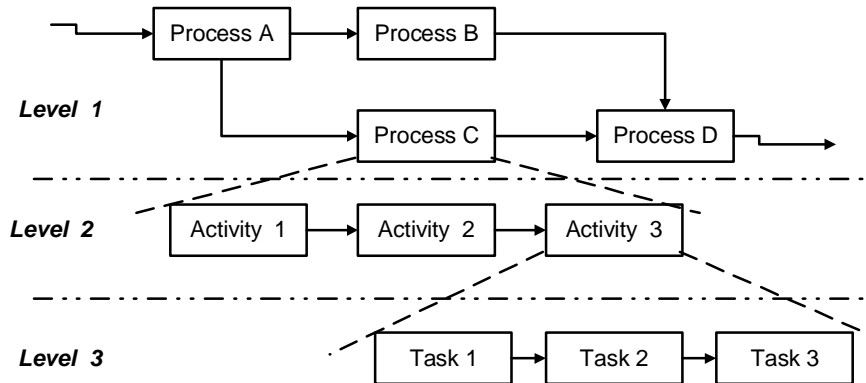 Process A
Process B
Level 1
Process C
Process D
Level 2
Activity 1
Activity 2
Activity 3
Level 3
Task 1
Task 2
Task 3